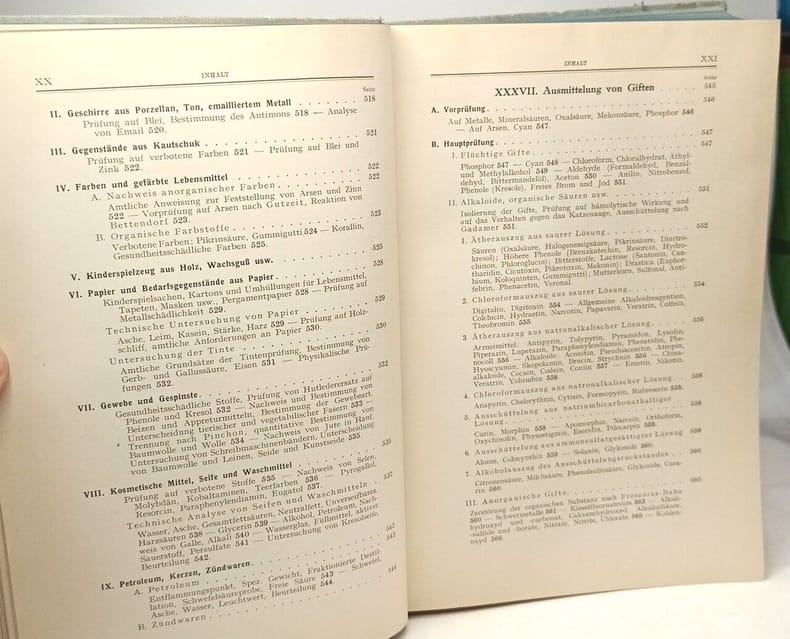 XX
INHALT
Seite
II. Geschirre aus Porzellan, Ton, emailliertem Metall . . . . . . . 518
Prüfung auf Blei, Bestimmung des Antimons 518 — Analyse
von Email 520.
III. Gegenstände aus Kautschuk . . . . . . . 521
Prüfung auf verbotene Farben 521 — Prüfung auf Blei und
Zink 522.
IV. Farben und gefärbte Lebensmittel . . . . . . . 522
A. Nachweis anorganischer Farben . . . . . . . 522
Amtliche Anweisung zur Feststellung von Arsen und Zinn
522 — Vorprüfung auf Arsen nach Gutzeit, Reaktion von
Bettendorf 523.
B. Organische Farbstoffe . . . . . . . 523
Verbotene Farben: Pikrinsäure, Gummigutti 524 — Korallin,
Gesundheitsschädliche Farben 525.
V. Kinderspielzeug aus Holz, Wachsguß usw. . . . . . . 525
VI. Papier und Bedarfsgegenstände aus Papier . . . . . . . 528
Kinderspielsachen, Kartons und Umhüllungen für Lebensmittel,
Tapeten, Masken usw., Pergamentpapier 528 — Prüfung auf
Metallschädlichkeit 529.
Technische Untersuchung von Papier . . . . . . . 529
Asche, Leim, Kasein, Stärke, Harz 529 — Prüfung auf Holz-
schliff, amtliche Anforderungen an Papier 530.
Untersuchung der Tinte . . . . . . . 530
Amtliche Grundsätze der Tintenprüfung, Bestimmung von
Gerb- und Gallussäure, Eisen 531 — Physikalische Prü-
fungen 532.
VII. Gewebe und Gespinste . . . . . . . 532
Gesundheitsschädliche Stoffe, Prüfung von Hutlederersatz auf
Phenole und Kresol 532 — Nachweis und Bestimmung von
Beizen und Appreturmitteln, Bestimmung der Gewebeart,
Unterscheidung tierischer und vegetabilischer Fasern 533 —
Trennung nach Pinchon, quantitative Bestimmung von
Baumwolle und Wolle 534 — Nachweis von Jute in Hanf,
Untersuchung von Schreibmaschinenbändern, Unterscheidung
von Baumwolle und Leinen, Seide und Kunstseide 535.
VIII. Kosmetische Mittel, Seife und Waschmittel . . . . . . . 535
Prüfung auf verbotene Stoffe 535 — Nachweis von Selen,
Molybdän, Kobaltaminen, Teerfarben 536 — Pyrogallol,
Resorcin, Paraphenylendiamin, Eugatol 537.
Technische Analyse von Seifen und Waschmitteln . . 537
Wasser, Asche, Gesamtfettsäuren, Neutralfett, Unverseifbares,
Harzsäuren 538 — Glycerin 539 — Alkohol, Petroleum, Nach-
weis von Galle, Alkali 540 — Wasserglas, Füllmittel, aktiver
Sauerstoff, Persulfate 541 — Untersuchung von Kresolseife,
Beurteilung 542.
IX. Petroleum, Kerzen, Zündwaren . . . . . . . 542
A. Petroleum . . . . . . . 542
Entflammungspunkt, Spez. Gewicht, Fraktionierte Destil-
lation, Schwefelsäureprobe, Freie Säure 543 — Schwefel,
Asche, Wasser, Leuchtwert, Beurteilung 544.
B. Zündwaren . . . . . . . 544
INHALT
XXI
Seite
XXXVII. Ausmittelung von Giften . . . . . 545
A. Vorprüfung . . . . . . . 546
Auf Metalle, Mineralsäuren, Oxalsäure, Mekonsäure, Phosphor 546
— Auf Arsen, Cyan 547.
B. Hauptprüfung . . . . . . . 547
I. Flüchtige Gifte . . . . . . . 547
Phosphor 547 — Cyan 548 — Chloroform, Chloralhydrat, Äthyl-
und Methylalkohol 549 — Aldehyde (Formaldehyd, Benzal-
dehyd, Bittermandelöl), Aceton 550 — Anilin, Nitrobenzol,
Phenole (Kresole), Freies Brom und Jod 551.
II. Alkaloide, organische Säuren usw. . . . . . . 551
Isolierung der Gifte, Prüfung auf hämolytische Wirkung und
auf das Verhalten gegen das Katzenauge, Ausschüttelung nach
Gadamer 551.
1. Ätherauszug aus saurer Lösung . . . . . . . 552
Säuren (Oxalsäure, Halogenessigsäure, Pikrinsäure, Dinitro-
kresol); Höhere Phenole (Brenzkatechin, Resorcin, Hydro-
chinon, Phloroglucin); Bitterstoffe, Lactone (Santonin, Can-
tharidin, Cicutoxin, Pikrotoxin, Mekonin); Drastica (Euphor-
bium, Koloquinten, Gummigutti); Mutterkorn, Sulfonal, Anti-
febrin, Phenacetin, Veronal.
2. Chloroformauszug aus saurer Lösung . . . . . . . 554
Digitalin, Digitoxin 554 — Allgemeine Alkaloidreagentien,
Colchicin, Hydrastin, Narcotin, Papaverin, Veratrin, Coffein,
Theobromin 555.
3. Ätherauszug aus natronalkalischer Lösung . . . . . 556
Arzneimittel: Antipyrin, Tolypyrin, Pyramidon, Lysidin,
Piperazin, Lapetazin, Paraphenylendiamin, Phenetidin, Phe-
nocoll 556 — Alkaloide: Aconitin, Pseudoaconitin, Atropin,
Hyoscyamin, Skopolamin, Brucin, Strychnin 556 — China-
alkaloide, Cocain, Codein, Coniin 557 — Emetin, Nikotin,
Veratrin, Yohimbin 558.
4. Chloroformauszug aus natronalkalischer Lösung. . 558
Anapyrin, Chelerythrin, Cytisin, Formopyrin, Rubreserin 558.
5. Ausschüttelung aus natriumbicarbonathaltiger
Lösung . . . . . . . 558
Curin, Morphin 558 — Apomorphin, Narcein, Orthoform,
Oxychinolin, Physostigmin, Eserolin, Pilocarpin 559.
6. Ausschüttelung aus ammonsulfatgesättigter Lösung 559
Aloine, Colocynthin 559 — Solanin, Glykoside 560.
7. Alkoholauszug des Ausschüttelungsrückstandes . . 560
Citronensäure, Milchsäure, Phenolsulfosäure, Glykoside, Cura-
rin 560.
III. Anorganische Gifte . . . . . . . 560
Zerstörung der organischen Substanz nach Fresenius-Babo
560 — Schwermetalle 561 — Kieselfluornatrium 562 — Alkali-
hydroxyd und -carbonat, Calciumhydroxyd, Alkalisilikate,
-sulfide und -borate, Nitrate, Nitrite, Chlorate 565 — Kohlen-
oxyd 566.